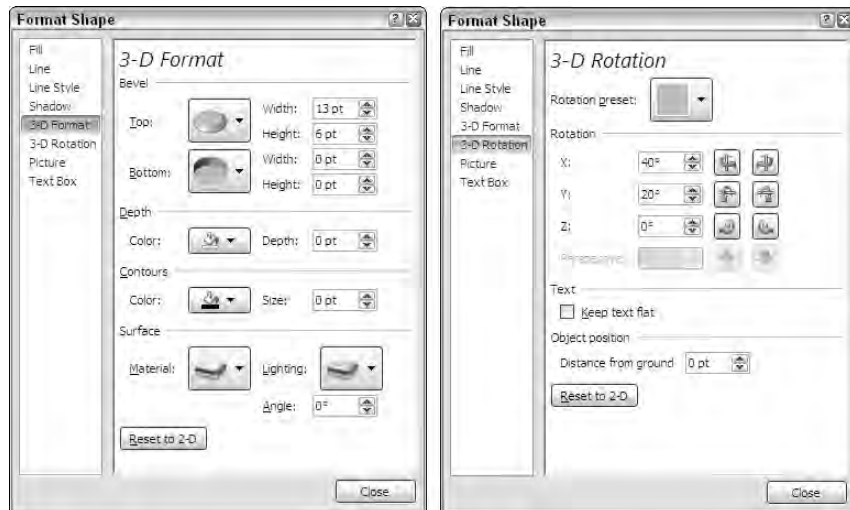 Format Shape
Fill
Line
Line Style
Shadow
3-D Format
3-D Rotation
Picture
Text Box
3-D Format
Bevel
Top:
Width: 13 pt
Height: 6 pt
Bottom:
Width: 0 pt
Height: 0 pt
Depth
Color:
Depth: 0 pt
Contours
Color:
Size: 0 pt
Surface
Material:
Lighting:
Angle: 0°
Reset to 2-D
Close
Format Shape
Fill
Line
Line Style
Shadow
3-D Format
3-D Rotation
Picture
Text Box
3-D Rotation
Rotation preset:
Rotation
X: 40°
Y: 20°
Z: 0°
Perspective:
Text
Keep text flat
Object position
Distance from ground 0 pt
Reset to 2-D
Close